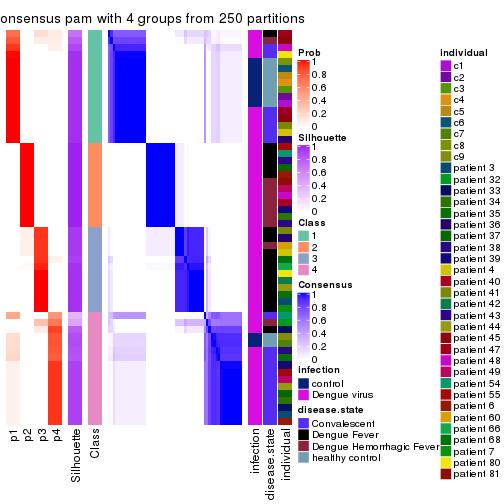 onsensus pam with 4 groups from 250 partitions
p1
p2
p3
p4
Silhouette
Class
infection
disease.state
individual
Prob
1
0.8
0.6
0.4
0.2
0
Silhouette
1
0.8
0.6
0.4
0.2
0
Class
1
2
3
4
Consensus
1
0.8
0.6
0.4
0.2
0
infection
control
Dengue virus
disease.state
Convalescent
Dengue Fever
Dengue Hemorrhagic Fever
healthy control
individual
c1
c2
c3
c4
c5
c6
c7
c8
c9
patient 3
patient 32
patient 33
patient 34
patient 35
patient 36
patient 37
patient 38
patient 39
patient 4
patient 40
patient 41
patient 42
patient 43
patient 44
patient 45
patient 47
patient 48
patient 49
patient 54
patient 55
patient 6
patient 60
patient 66
patient 68
patient 7
patient 80
patient 81